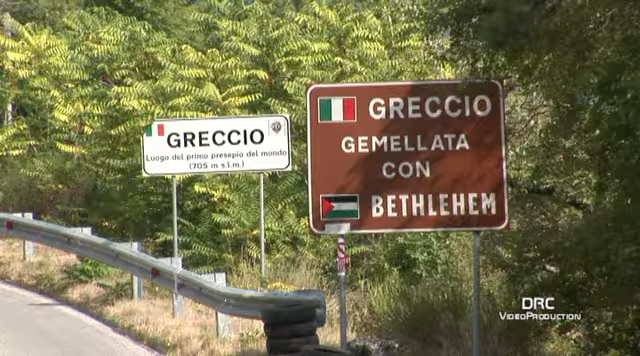 GRECCIO
Luogo del primo presepio del mondo
(705 m s.l.m.)
GRECCIO
GEMELLATA
CON
BETHLEHEM
DRC
VIDEOPRODUCTION